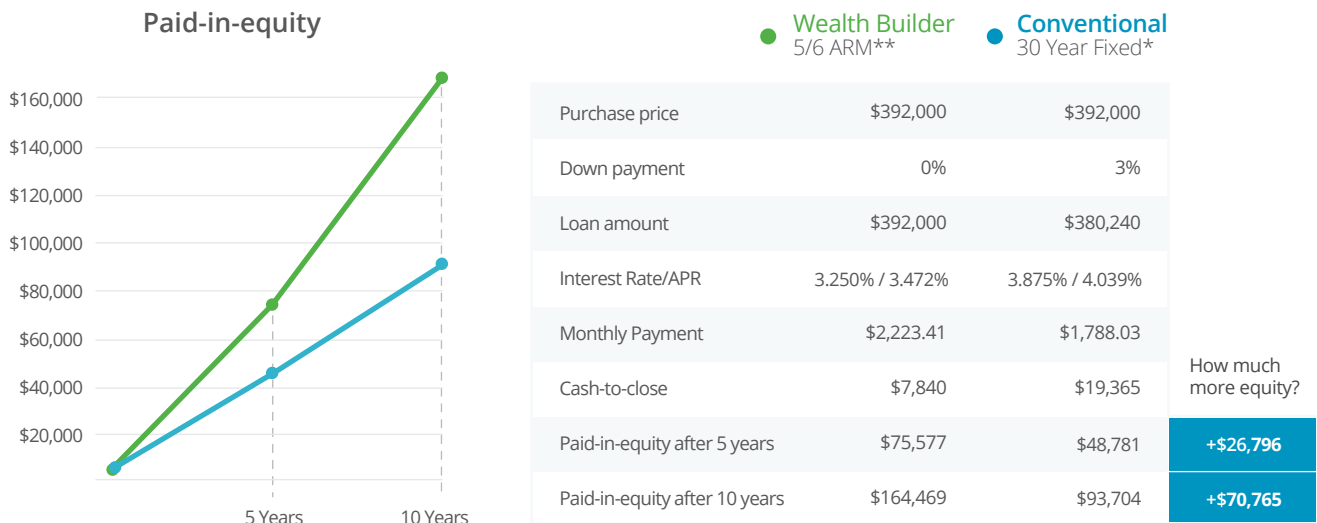 Paid-in-equity
$160,000
$140,000
$120,000
$100,000
$80,000
$60,000
$40,000
$20,000
5 Years 10 Years
Wealth Builder Conventional
5/6 ARM** 30 Year Fixed*
Purchase price $392,000 $392,000
Down payment 0% 3%
Loan amount $392,000 $380,240
Interest Rate/APR 3.250% / 3.472% 3.875% / 4.039%
Monthly Payment $2,223.41 $1,788.03
How much
more equity?
Cash-to-close $7,840 $19,365
Paid-in-equity after 5 years $75,577 $48,781 +$26,796
Paid-in-equity after 10 years $164,469 $93,704 +$70,765